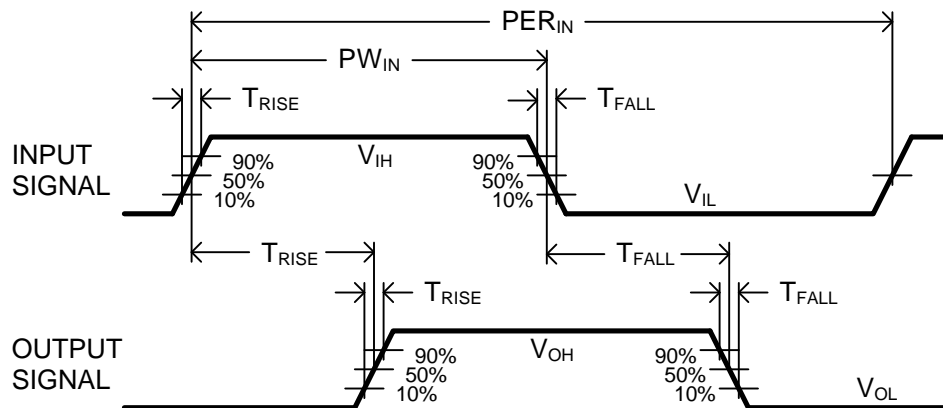 PER_IN
PW_IN
T_RISE
T_FALL
INPUT
SIGNAL
90%
50%
10%
V_IH
90%
50%
10%
V_IL
T_RISE
T_FALL
T_RISE
T_FALL
OUTPUT
SIGNAL
90%
50%
10%
V_OH
90%
50%
10%
V_OL